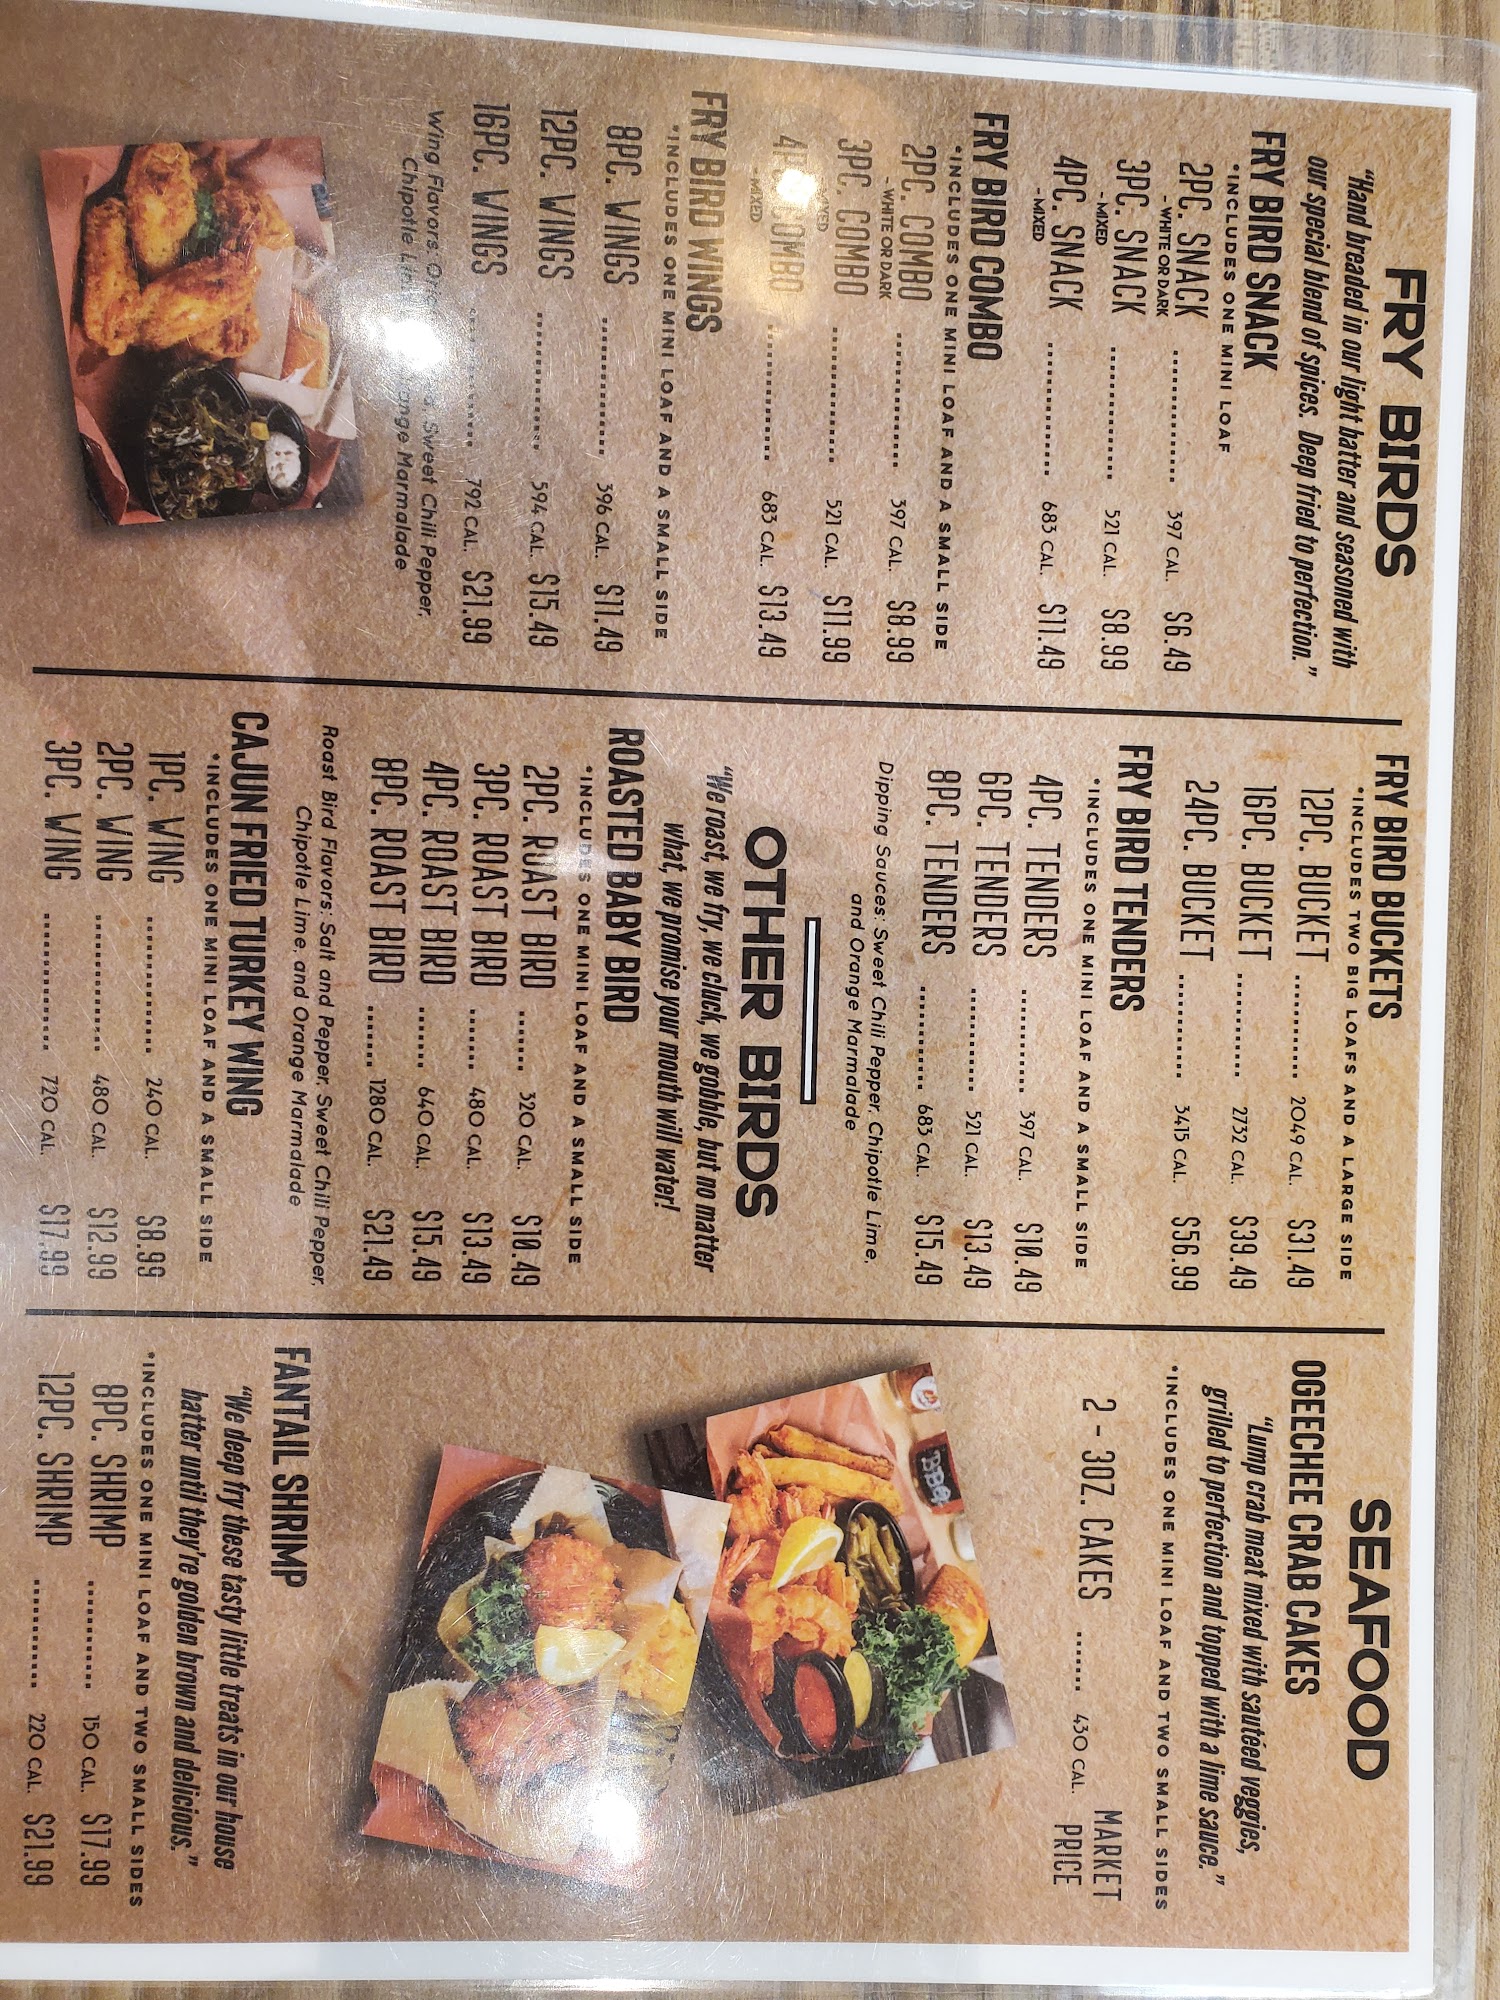 FRY BIRDS
"Hand breaded in our light batter and seasoned with
our special blend of spices. Deep fried to perfection."
FRY BIRD SNACK
*INCLUDES ONE MINI LOAF
2PC. SNACK ............... 397 CAL. $6.49
- WHITE OR DARK
3PC. SNACK ............... 521 CAL. $8.99
- MIXED
4PC. SNACK ............... 683 CAL. $11.49
- MIXED
FRY BIRD COMBO
*INCLUDES ONE MINI LOAF AND A SMALL SIDE
2PC. COMBO ............... 397 CAL. $8.99
- WHITE OR DARK
3PC. COMBO ............... 521 CAL. $11.99
4PC. COMBO ............... 683 CAL. $13.49
- MIXED
FRY BIRD WINGS
*INCLUDES ONE MINI LOAF AND A SMALL SIDE
8PC. WINGS ............... 396 CAL. $11.49
12PC. WINGS ............... 594 CAL. $15.49
16PC. WINGS ............... 792 CAL. $21.99
Wing Flavors: Sweet Chili Pepper,
Chipotle Orange Marmalade
FRY BIRD BUCKETS
*INCLUDES TWO BIG LOAFS AND A LARGE SIDE
12PC. BUCKET ............ 2049 CAL. $31.49
16PC. BUCKET ............ 2732 CAL. $39.49
24PC. BUCKET ............ 3415 CAL. $56.99
FRY BIRD TENDERS
*INCLUDES ONE MINI LOAF AND A SMALL SIDE
4PC. TENDERS ............ 397 CAL. $10.49
6PC. TENDERS ............ 521 CAL. $13.49
8PC. TENDERS ............ 683 CAL. $15.49
Dipping Sauces: Sweet Chili Pepper, Chipotle Lime,
and Orange Marmalade
OTHER BIRDS
"We roast, we fry, we cluck, we gobble, but no matter
what, we promise your mouth will water!
ROASTED BABY BIRD
*INCLUDES ONE MINI LOAF AND A SMALL SIDE
2PC. ROAST BIRD ....... 320 CAL. $10.49
3PC. ROAST BIRD ....... 480 CAL. $13.49
4PC. ROAST BIRD ....... 640 CAL. $15.49
8PC. ROAST BIRD ....... 1280 CAL. $21.49
Roast Bird Flavors: Salt and Pepper, Sweet Chili Pepper,
Chipotle Lime, and Orange Marmalade
CAJUN FRIED TURKEY WING
*INCLUDES ONE MINI LOAF AND A SMALL SIDE
1PC. WING ............... 240 CAL. $8.99
2PC. WING ............... 480 CAL. $12.99
3PC. WING ............... 720 CAL. $17.99
SEAFOOD
OGEECHEE CRAB CAKES
"Lump crab meat mixed with sautéed veggies,
grilled to perfection and topped with a lime sauce."
*INCLUDES ONE MINI LOAF AND TWO SMALL SIDES
2 - 3OZ. CAKES ....... 430 CAL. MARKET
PRICE
BBQ
FANTAIL SHRIMP
"We deep fry these tasty little treats in our house
batter until they're golden brown and delicious."
*INCLUDES ONE MINI LOAF AND TWO SMALL SIDES
8PC. SHRIMP ............ 150 CAL. $17.99
12PC. SHRIMP ............ 220 CAL. $21.99